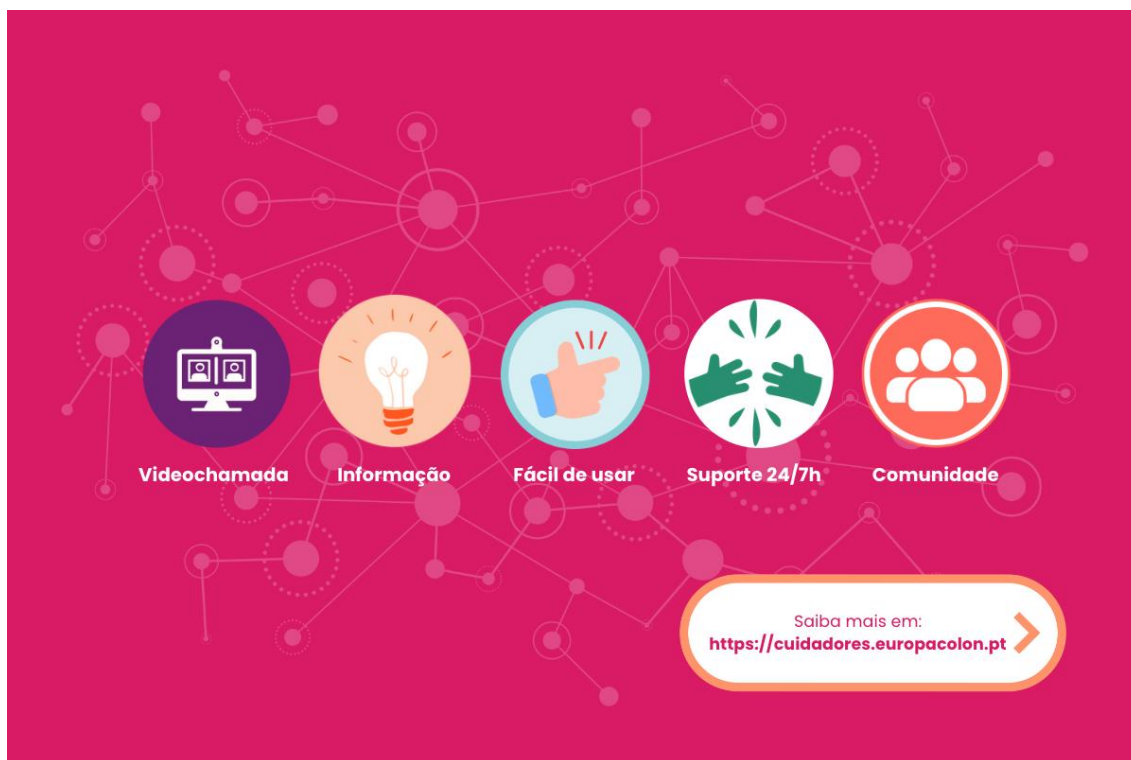 Videochamada
Informação
Fácil de usar
Suporte 24/7h
Comunidade
Saiba mais em:
https://cuidadores.europacolon.pt